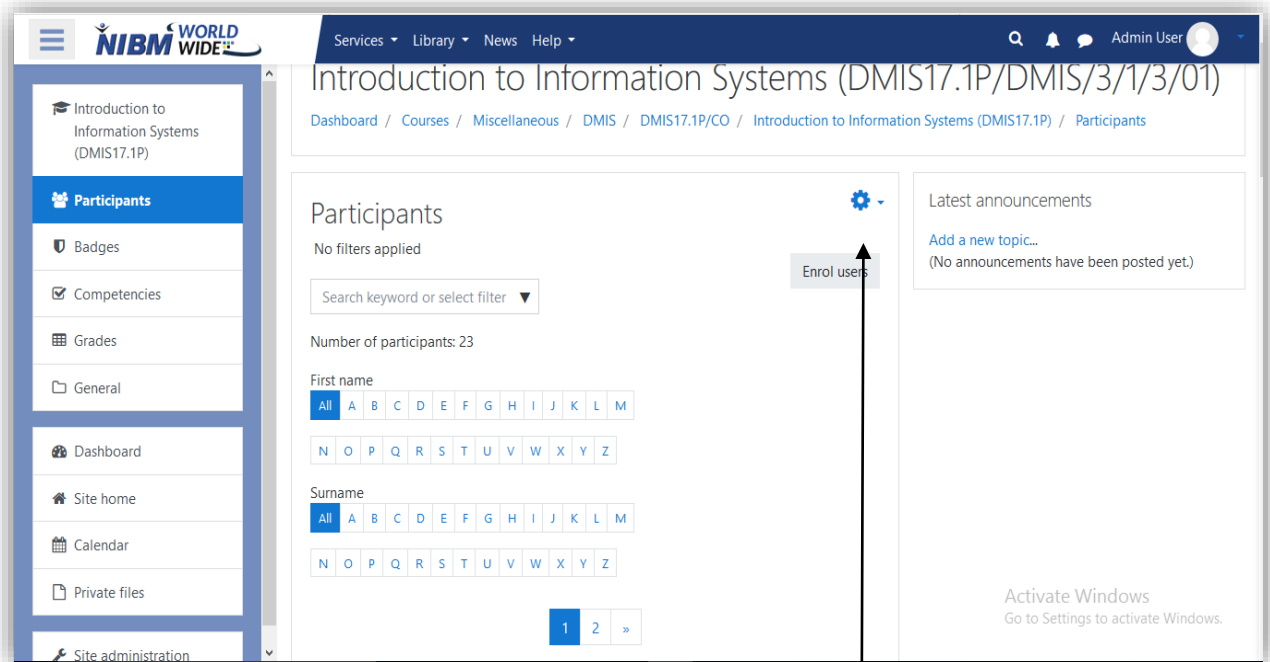 NIBM WORLD WIDE
Services Library News Help
Admin User
Introduction to Information Systems (DMIS17.1P/DMIS/3/1/3/01)
Dashboard / Courses / Miscellaneous / DMIS / DMIS17.1P/CO / Introduction to Information Systems (DMIS17.1P) / Participants
Introduction to
Information Systems
(DMIS17.1P)
Participants
Badges
Competencies
Grades
General
Dashboard
Site home
Calendar
Private files
Site administration
Participants
No filters applied
Enrol users
Search keyword or select filter ▼
Number of participants: 23
First name
All A B C D E F G H I J K L M
N O P Q R S T U V W X Y Z
Surname
All A B C D E F G H I J K L M
N O P Q R S T U V W X Y Z
1 2 »
Latest announcements
Add a new topic...
(No announcements have been posted yet.)
Activate Windows
Go to Settings to activate Windows.